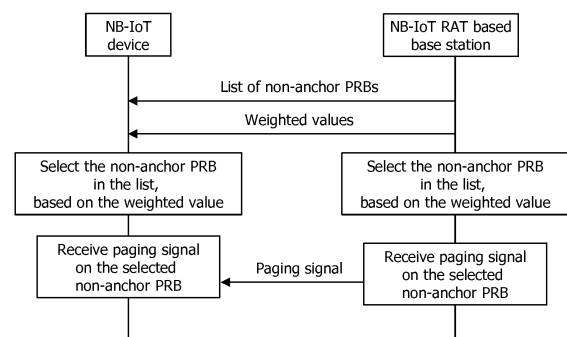 NB-IoT
device
NB-IoT RAT based
base station
List of non-anchor PRBs
Weighted values
Select the non-anchor PRB
in the list,
based on the weighted value
Select the non-anchor PRB
in the list,
based on the weighted value
Receive paging signal
on the selected
non-anchor PRB
Paging signal
Receive paging signal
on the selected
non-anchor PRB